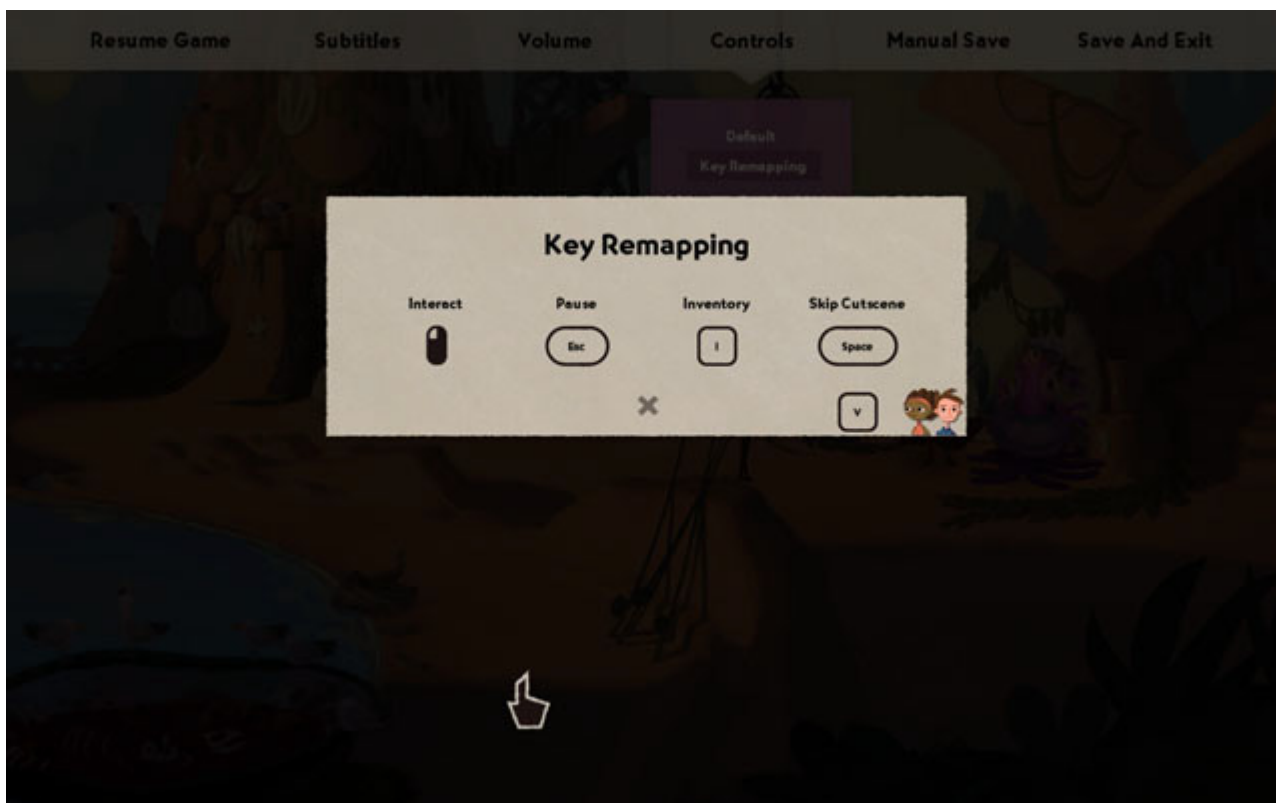 Resume Game Subtitles Volume Controls Manual Save Save And Exit
Default
Key Remapping
Key Remapping
Interact Pause Inventory Skip Cutscene
Esc I Space
V